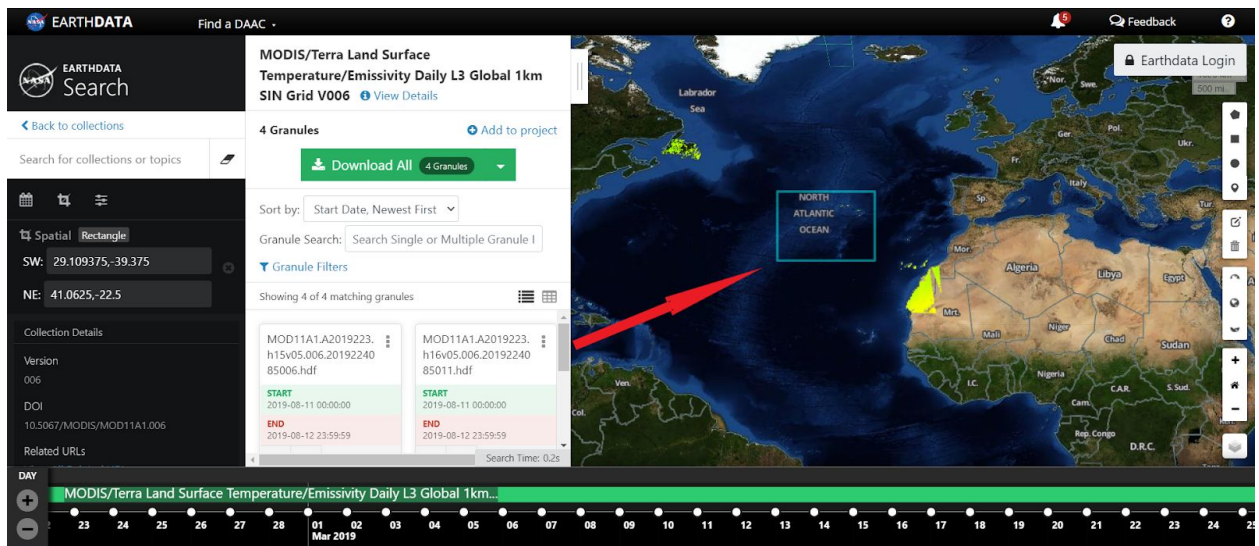 EARTHDATA
Find a DAAC
5
Feedback
?
EARTHDATA
Search
Back to collections
Search for collections or topics
Spatial Rectangle
SW: 29.109375,-39.375
NE: 41.0625,-22.5
Collection Details
Version
006
DOI
10.5067/MODIS/MOD11A1.006
Related URLs
MODIS/Terra Land Surface
Temperature/Emissivity Daily L3 Global 1km
SIN Grid V006 View Details
4 Granules
Add to project
Download All 4 Granules
Sort by: Start Date, Newest First
Granule Search: Search Single or Multiple Granule I
Granule Filters
Showing 4 of 4 matching granules
MOD11A1.A2019223.
h15v05.006.20192240
85006.hdf
START
2019-08-11 00:00:00
END
2019-08-12 23:59:59
MOD11A1.A2019223.
h16v05.006.20192240
85011.hdf
START
2019-08-11 00:00:00
END
2019-08-12 23:59:59
Search Time: 0.2s
Earthdata Login
500 mi
Labrador
Sea
NORTH
ATLANTIC
OCEAN
Nor.
Swe.
Ger.
Pol.
Ukr.
Fr.
Italy
Sp.
Tur.
Mor.
Algeria
Libya
Egypt
Mrt.
Mali
Niger
Chad
Sudan
Nigeria
I.C.
C.A.R.
S. Sud.
Cam.
Rep. Congo
D.R.C.
Ven.
Col.
DAY
MODIS/Terra Land Surface Temperature/Emissivity Daily L3 Global 1km...
23 24 25 26 27 28 01 02 03 04 05 06 07 08 09 10 11 12 13 14 15 16 17 18 19 20 21 22 23 24
Mar 2019